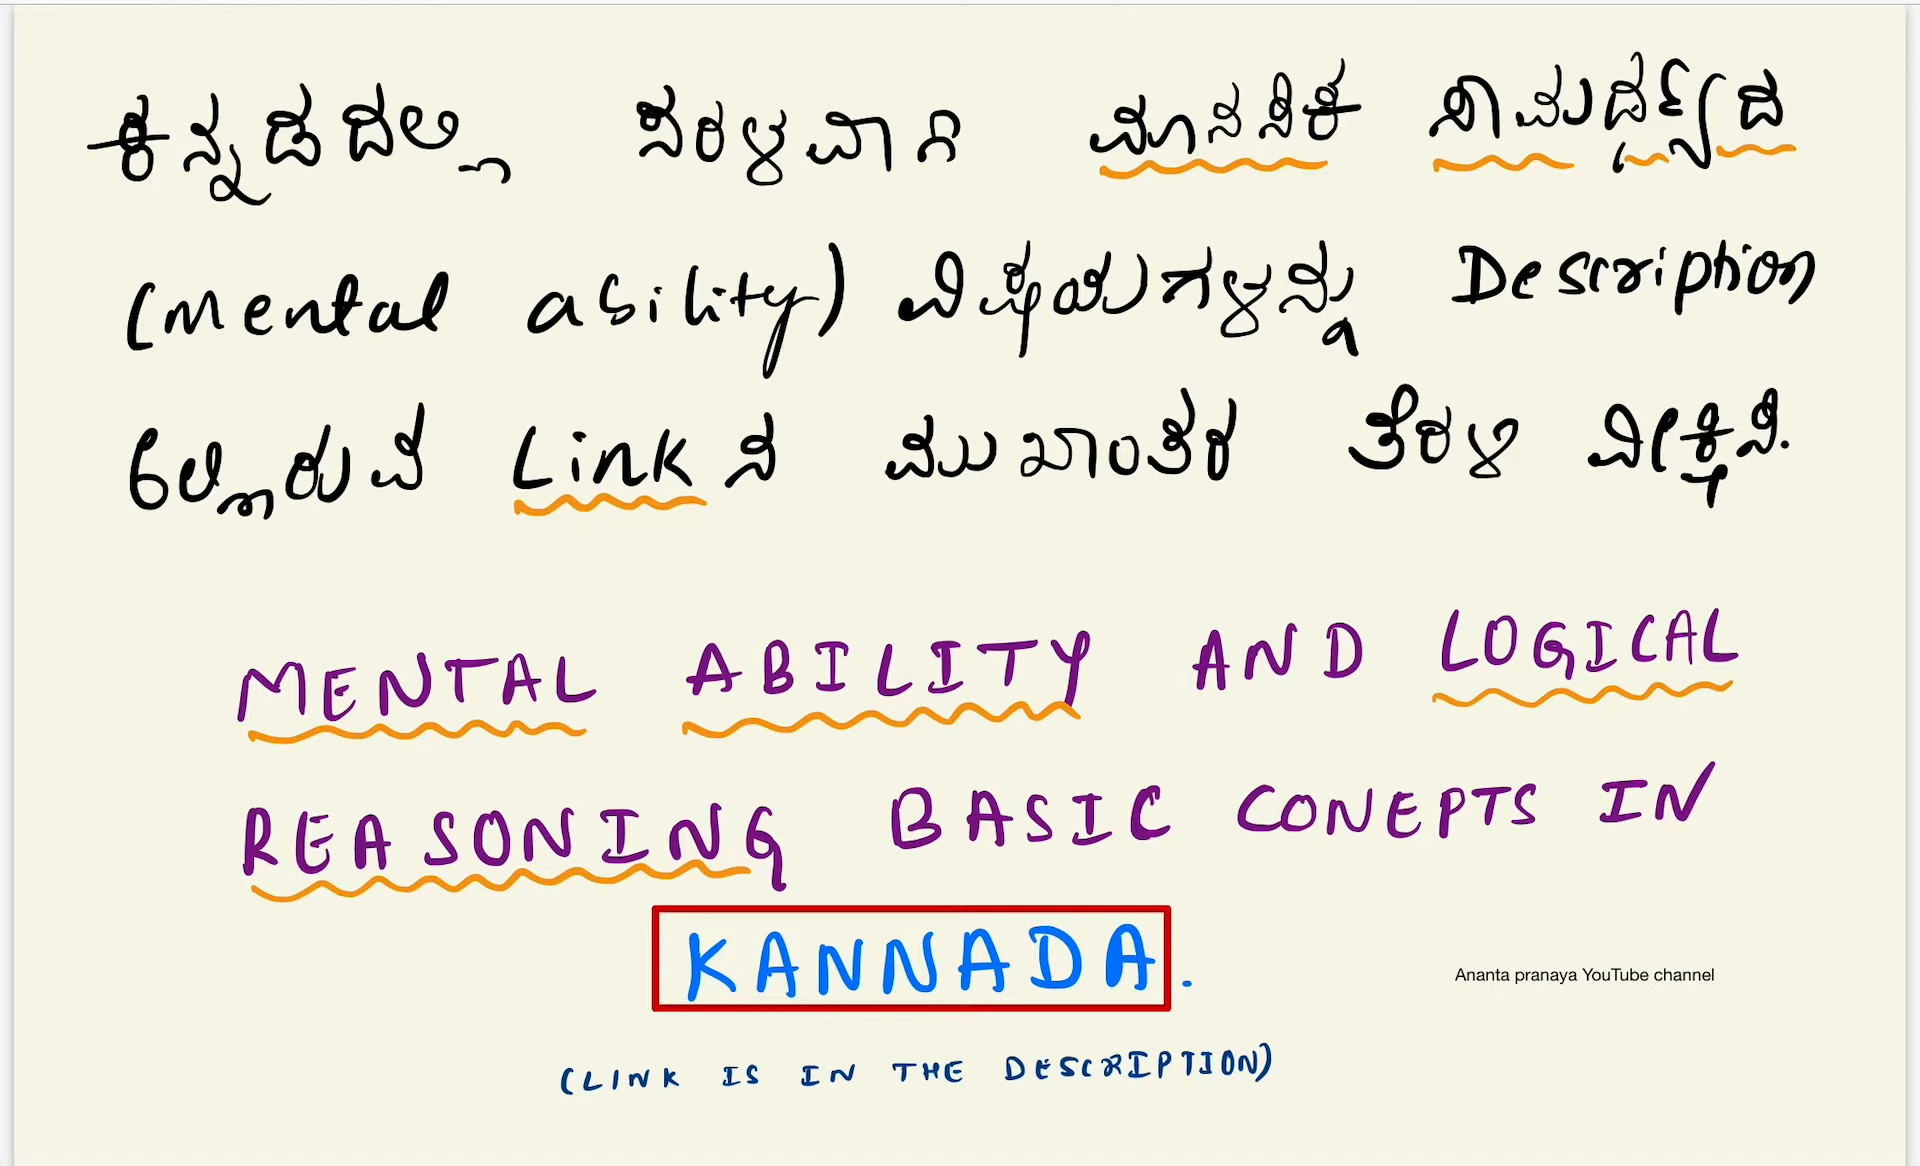 ಕನ್ನಡದಲ್ಲಿ ಸರಳವಾಗಿ ಮಾನಸಿಕ ಸಾಮರ್ಥ್ಯದ
(mental ability) ವಿಷಯಗಳನ್ನು Description
ಲ್ಲಿರುವ Link ನ ಮುಖಾಂತರ ತೆರಳಿ ವೀಕ್ಷಿಸಿ.
MENTAL ABILITY AND LOGICAL
REASONING BASIC CONEPTS IN
KANNADA.
Ananta pranaya YouTube channel
(LINK IS IN THE DESCRIPTION)